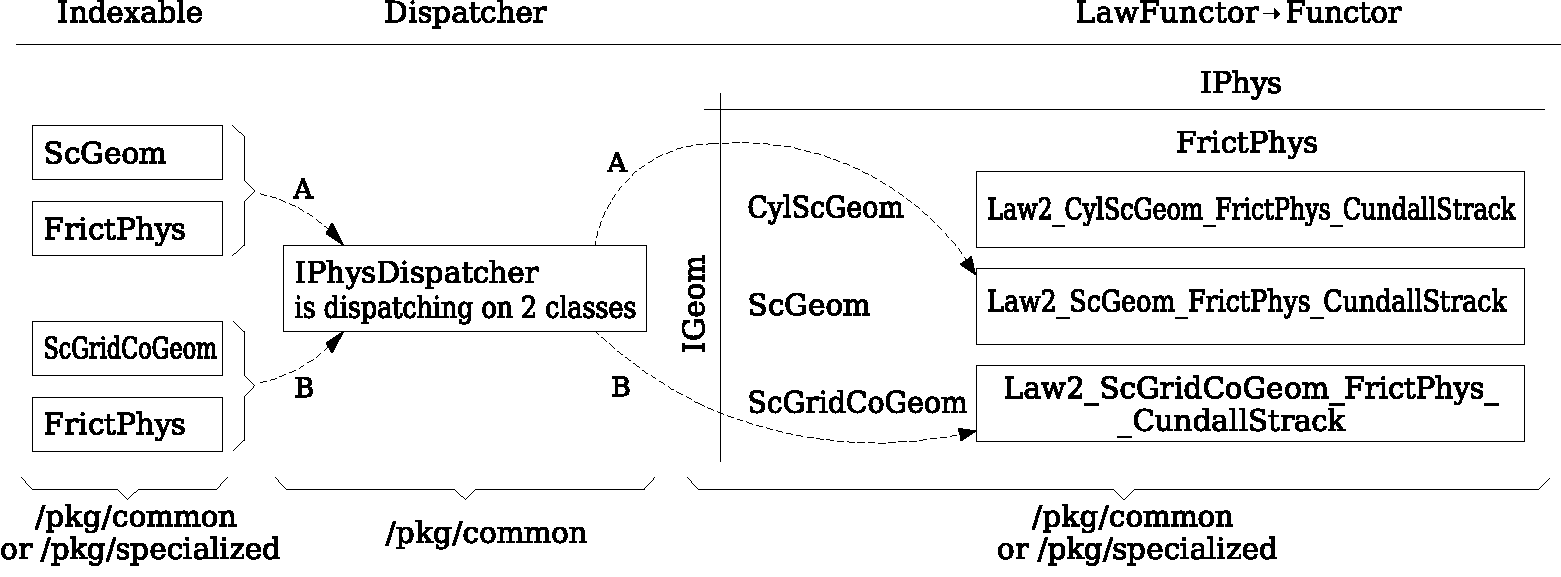 Indexable
Dispatcher
LawFunctor→Functor
IPhys
ScGeom
FrictPhys
ScGridCoGeom
FrictPhys
A
B
IPhysDispatcher
is dispatching on 2 classes
A
B
IGeom
FrictPhys
CylScGeom
Law2_CylScGeom_FrictPhys_CundallStrack
ScGeom
Law2_ScGeom_FrictPhys_CundallStrack
ScGridCoGeom
Law2_ScGridCoGeom_FrictPhys_
_CundallStrack
/pkg/common
or /pkg/specialized
/pkg/common
/pkg/common
or /pkg/specialized